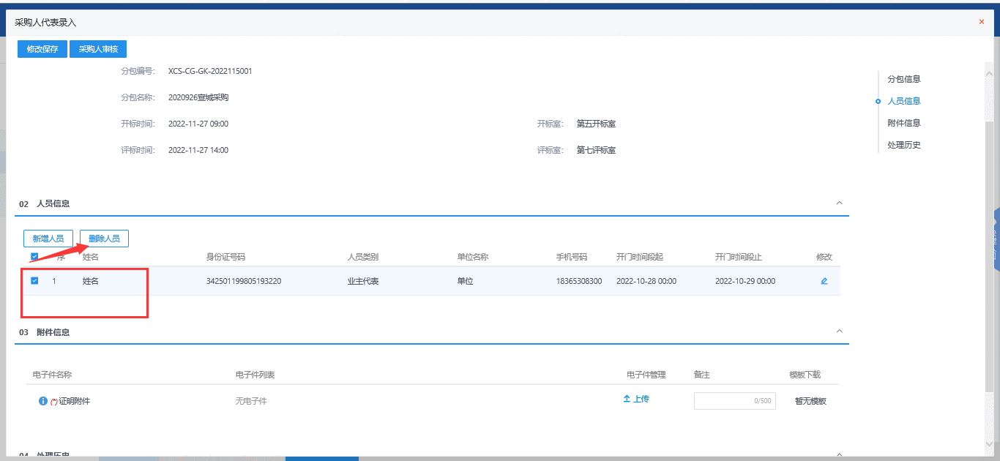 采购人代表录入
修改保存 采购人审核
分包编号: XCS-CG-GK-2022115001
分包名称: 2020926宣城采购
开标时间: 2022-11-27 09:00 开标室: 第五开标室
评标时间: 2022-11-27 14:00 评标室: 第七评标室
分包信息
人员信息
附件信息
处理历史
02 人员信息
新增人员 删除人员
序 姓名 身份证号码 人员类别 单位名称 手机号码 开门时间段起 开门时间段止 修改
1 姓名 342501199805193220 业主代表 单位 18365308300 2022-10-28 00:00 2022-10-29 00:00
03 附件信息
电子件名称 电子件列表 电子件管理 备注 模板下载
(*)证明附件 无电子件 上传 0/500 暂无模板
04 处理历史